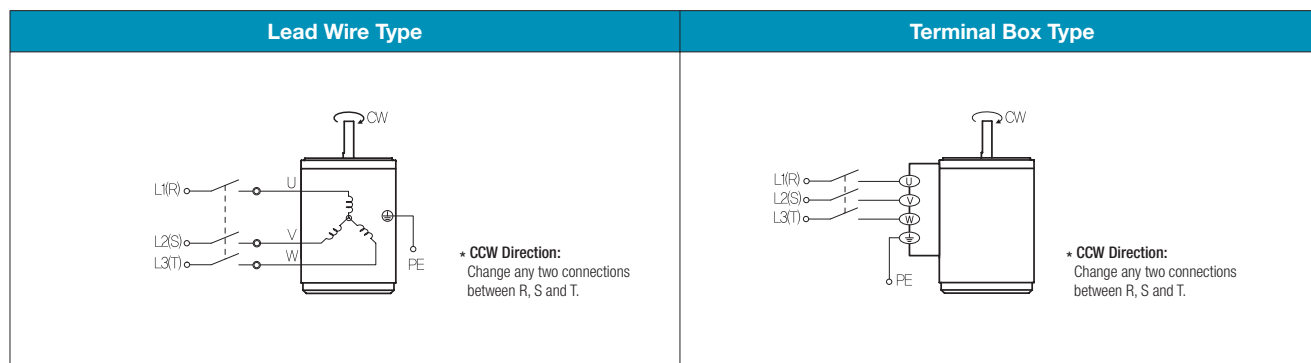 Lead Wire Type
Terminal Box Type
CW
L1(R)
U
L2(S)
V
L3(T)
W
PE
* CCW Direction:
Change any two connections
between R, S and T.
CW
L1(R)
U
L2(S)
V
L3(T)
W
PE
* CCW Direction:
Change any two connections
between R, S and T.